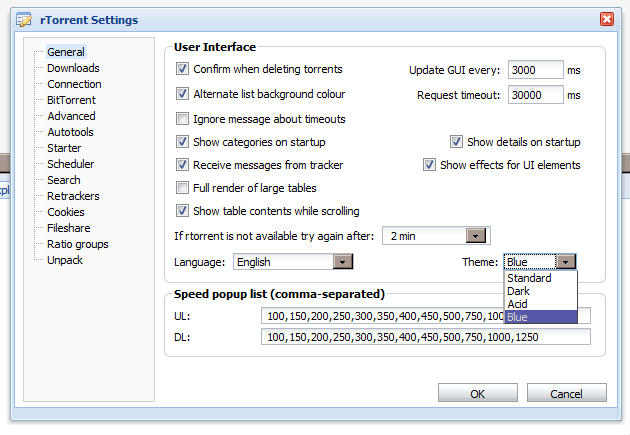 rTorrent Settings
General
Downloads
Connection
BitTorrent
Advanced
Autotools
Starter
Scheduler
Search
Retrackers
Cookies
Fileshare
Ratio groups
Unpack
User Interface
Confirm when deleting torrents
Update GUI every: 3000 ms
Alternate list background colour
Request timeout: 30000 ms
Ignore message about timeouts
Show categories on startup
Show details on startup
Receive messages from tracker
Show effects for UI elements
Full render of large tables
Show table contents while scrolling
If rtorrent is not available try again after: 2 min
Language: English
Theme: Blue
Standard
Dark
Acid
Blue
Speed popup list (comma-separated)
UL: 100,150,200,250,300,350,400,450,500,750,100
DL: 100,150,200,250,300,350,400,450,500,750,1000,1250
OK
Cancel